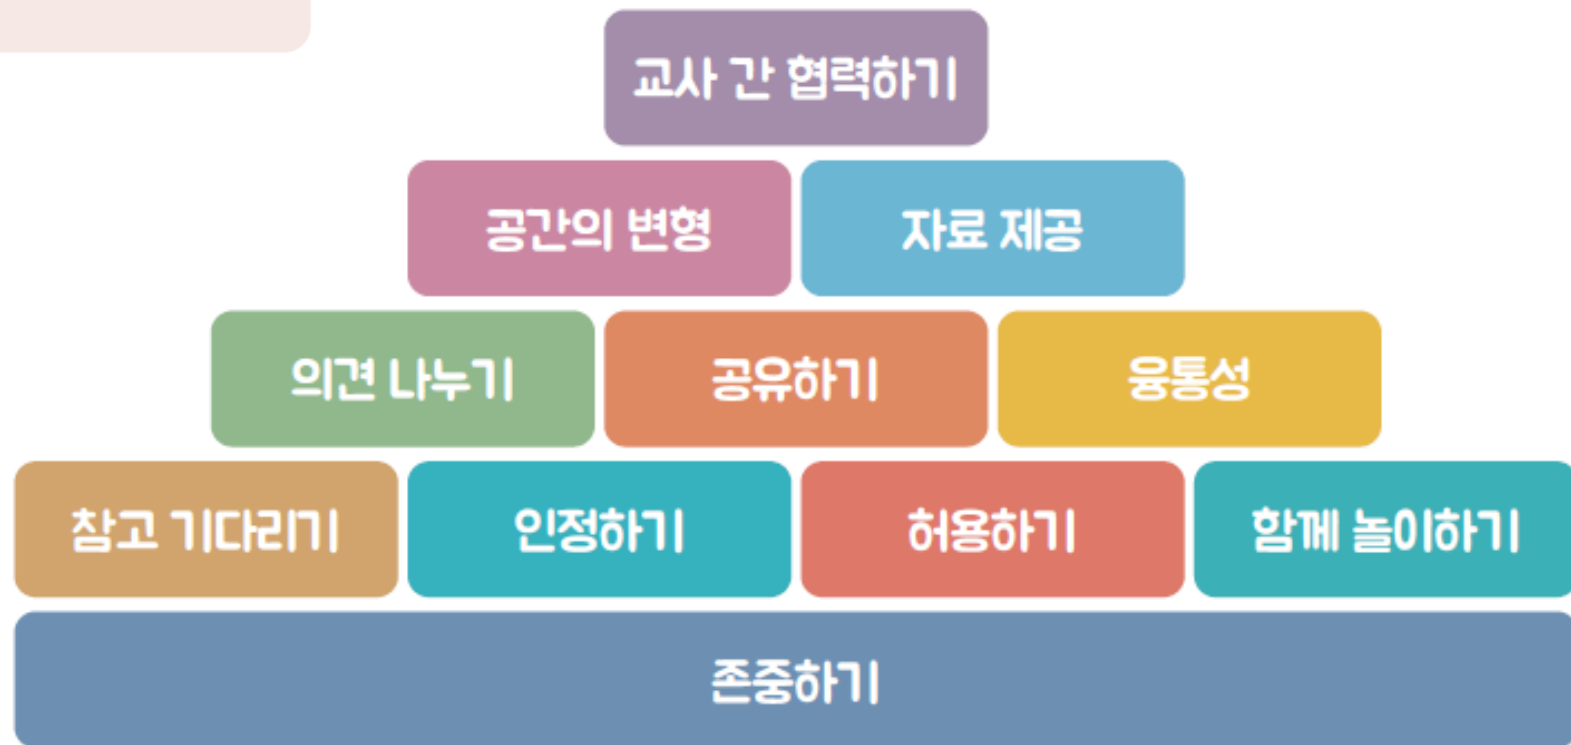 교사 간 협력하기
공간의 변형
자료 제공
의견 나누기
공유하기
융통성
참고 기다리기
인정하기
허용하기
함께 놀이하기
존중하기